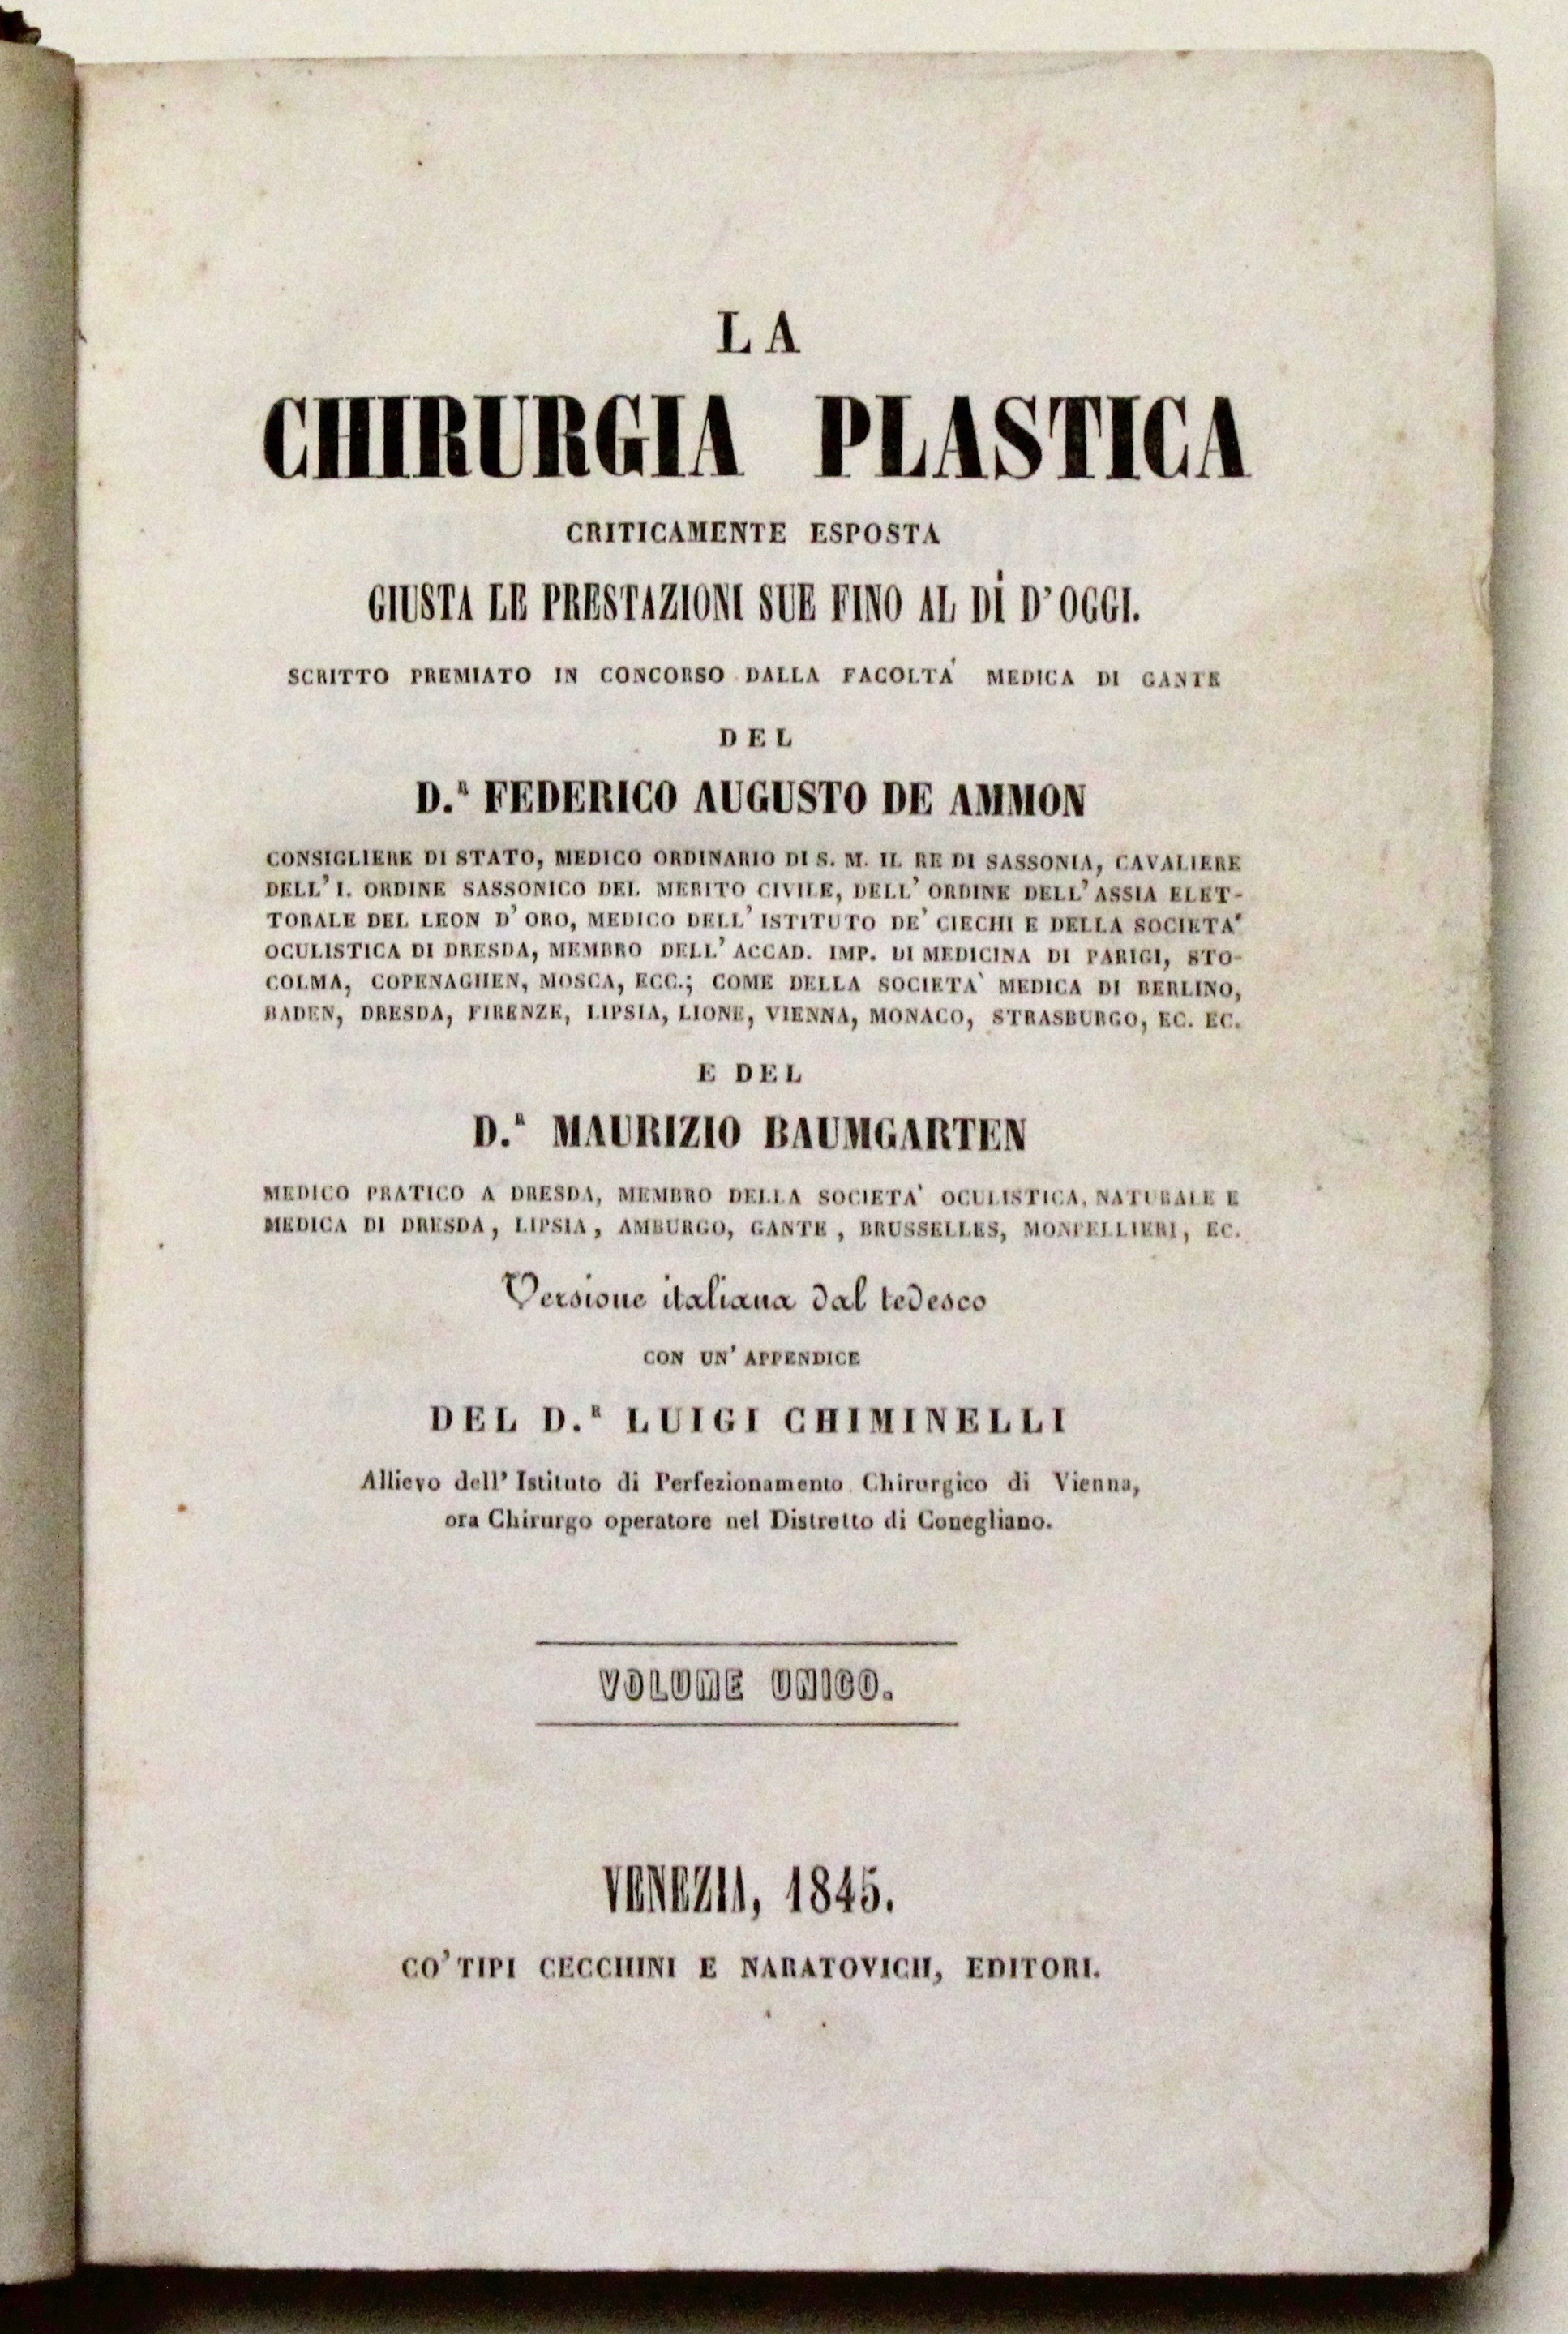 LA
CHIRURGIA PLASTICA
CRITICAMENTE ESPOSTA
GIUSTA LE PRESTAZIONI SUE FINO AL DÌ D'OGGI.
SCRITTO PREMIATO IN CONCORSO DALLA FACOLTA' MEDICA DI GANTE
DEL
D.R FEDERICO AUGUSTO DE AMMON
CONSIGLIERE DI STATO, MEDICO ORDINARIO DI S. M. IL RE DI SASSONIA, CAVALIERE
DELL' I. ORDINE SASSONICO DEL MERITO CIVILE, DELL' ORDINE DELL' ASSIA ELET-
TORALE DEL LEON D' ORO, MEDICO DELL' ISTITUTO DE' CIECHI E DELLA SOCIETA'
OCULISTICA DI DRESDA, MEMBRO DELL' ACCAD. IMP. DI MEDICINA DI PARIGI, STO-
COLMA, COPENAGHEN, MOSCA, ECC.; COME DELLA SOCIETA' MEDICA DI BERLINO,
BADEN, DRESDA, FIRENZE, LIPSIA, LIONE, VIENNA, MONACO, STRASBURGO, EC. EC.
E DEL
D.R MAURIZIO BAUMGARTEN
MEDICO PRATICO A DRESDA, MEMBRO DELLA SOCIETA' OCULISTICA, NATURALE E
MEDICA DI DRESDA, LIPSIA, AMBURGO, GANTE, BRUSSELLES, MONPELLIERI, EC.
Versione italiana dal tedesco
CON UN' APPENDICE
DEL D.R LUIGI CHIMINELLI
Allievo dell' Istituto di Perfezionamento Chirurgico di Vienna,
ora Chirurgo operatore nel Distretto di Conegliano.
VOLUME UNICO.
VENEZIA, 1845.
CO' TIPI CECCHINI E NARATOVICH, EDITORI.